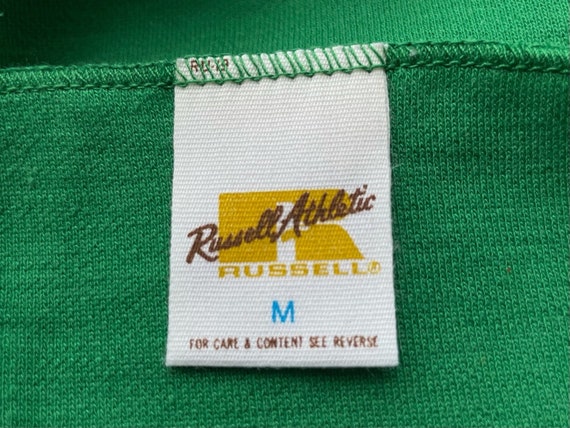 Russell Athletic
R
RUSSELL®
M
FOR CARE & CONTENT SEE REVERSE